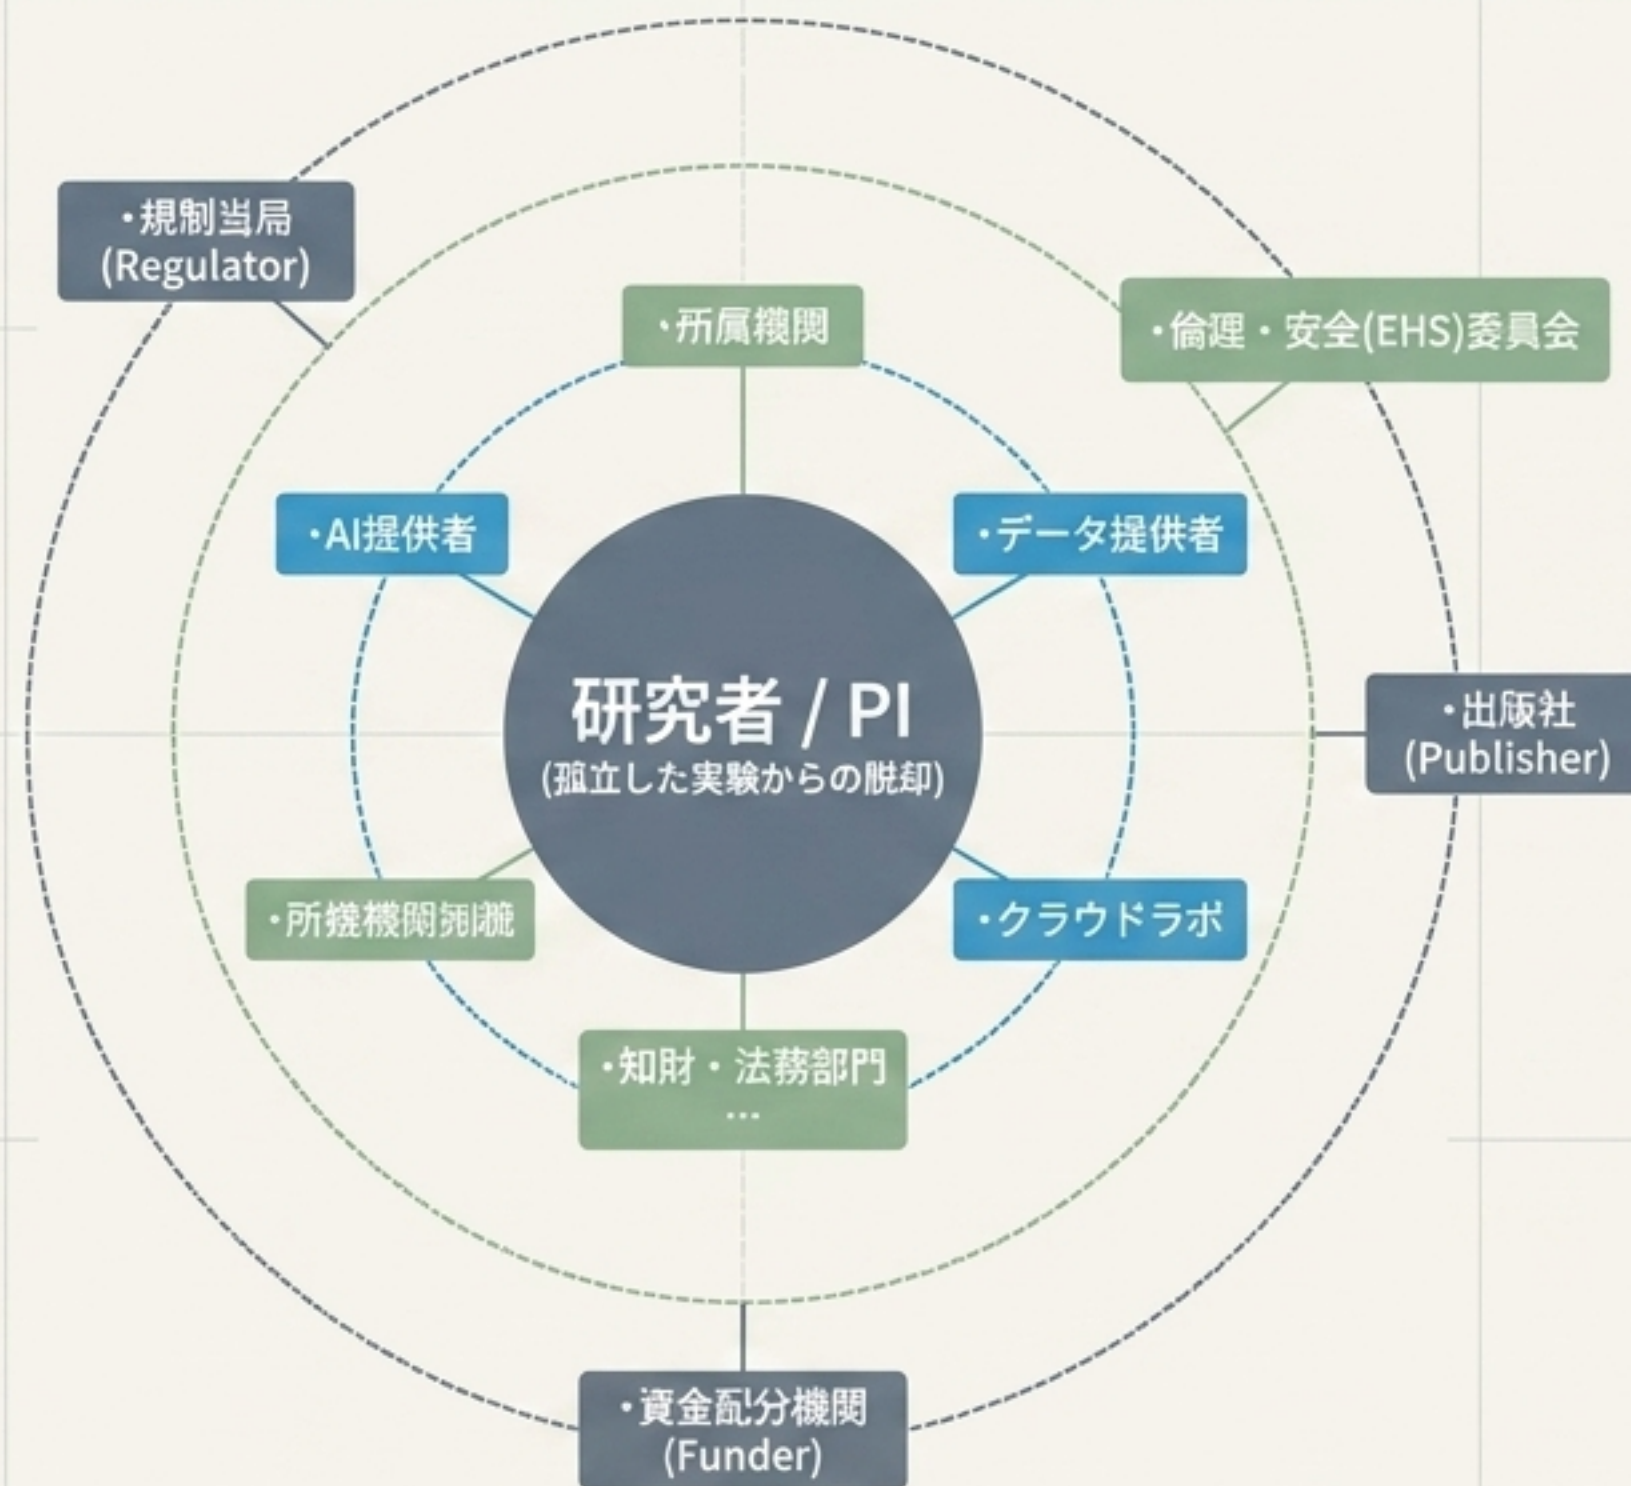 ・規制当局
(Regulator)
・所属機関
・倫理・安全(EHS)委員会
・AI提供者
・データ提供者
研究者 / PI
(孤立した実験からの脱却)
・出版社
(Publisher)
・クラウドラボ
・知財・法務部門
…
・資金配分機関
(Funder)